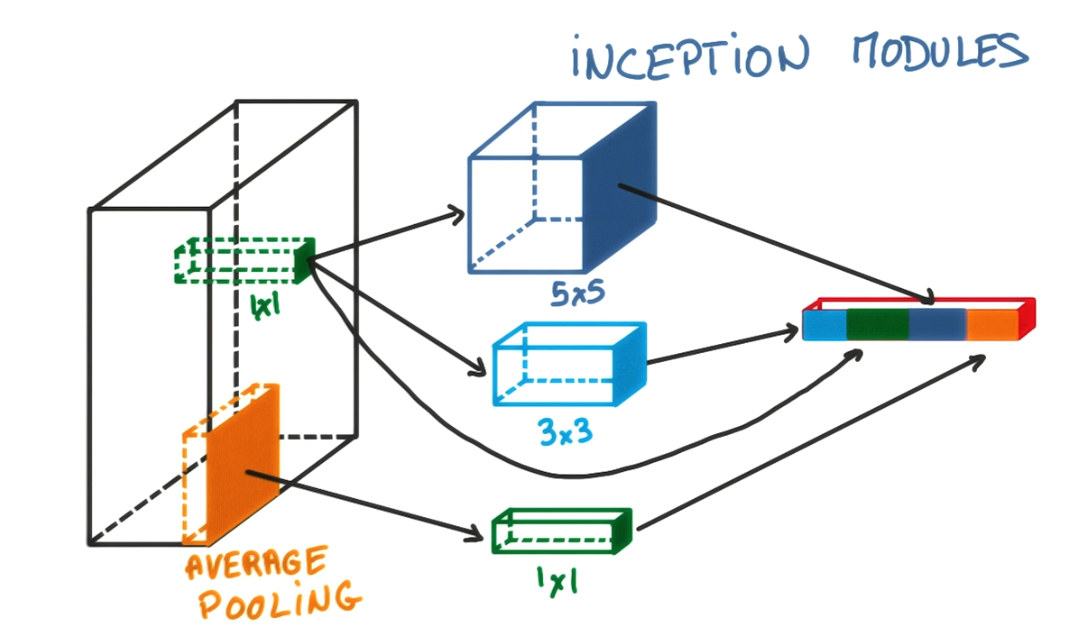 iNCEPTION MODULES
1x1
5x5
3x3
1x1
AVERAGE
POOLiNG